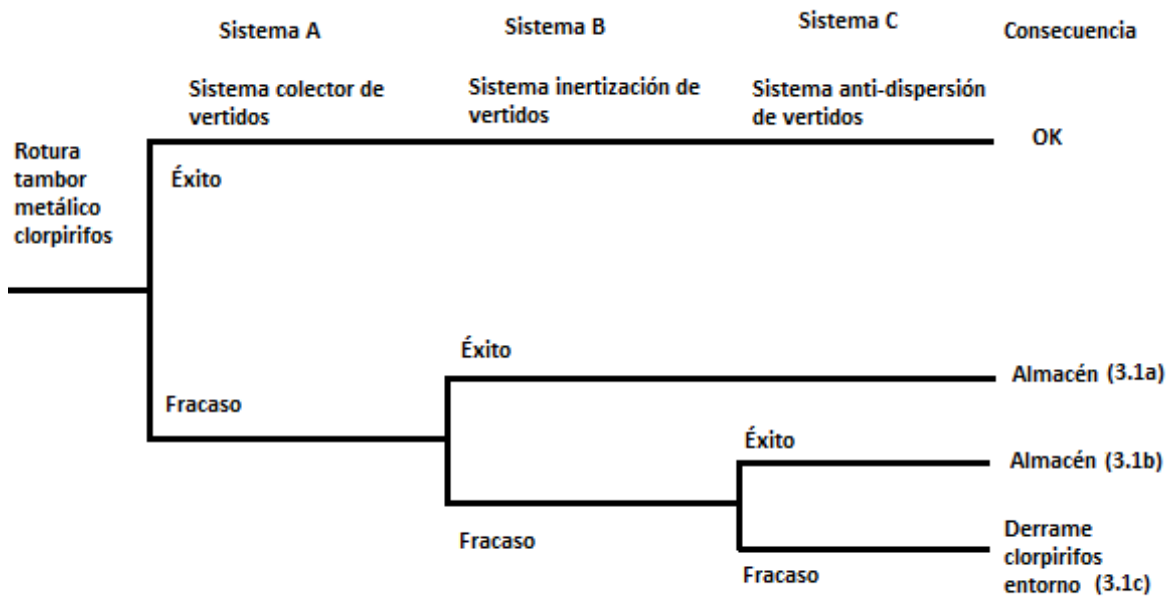 Sistema A
Sistema B
Sistema C
Consecuencia
Sistema colector de
vertidos
Sistema inertización de
vertidos
Sistema anti-dispersión
de vertidos
OK
Rotura
tambor
metálico
clorpirifos
Éxito
Éxito
Almacén (3.1a)
Fracaso
Éxito
Almacén (3.1b)
Fracaso
Derrame
clorpirifos
entorno (3.1c)
Fracaso